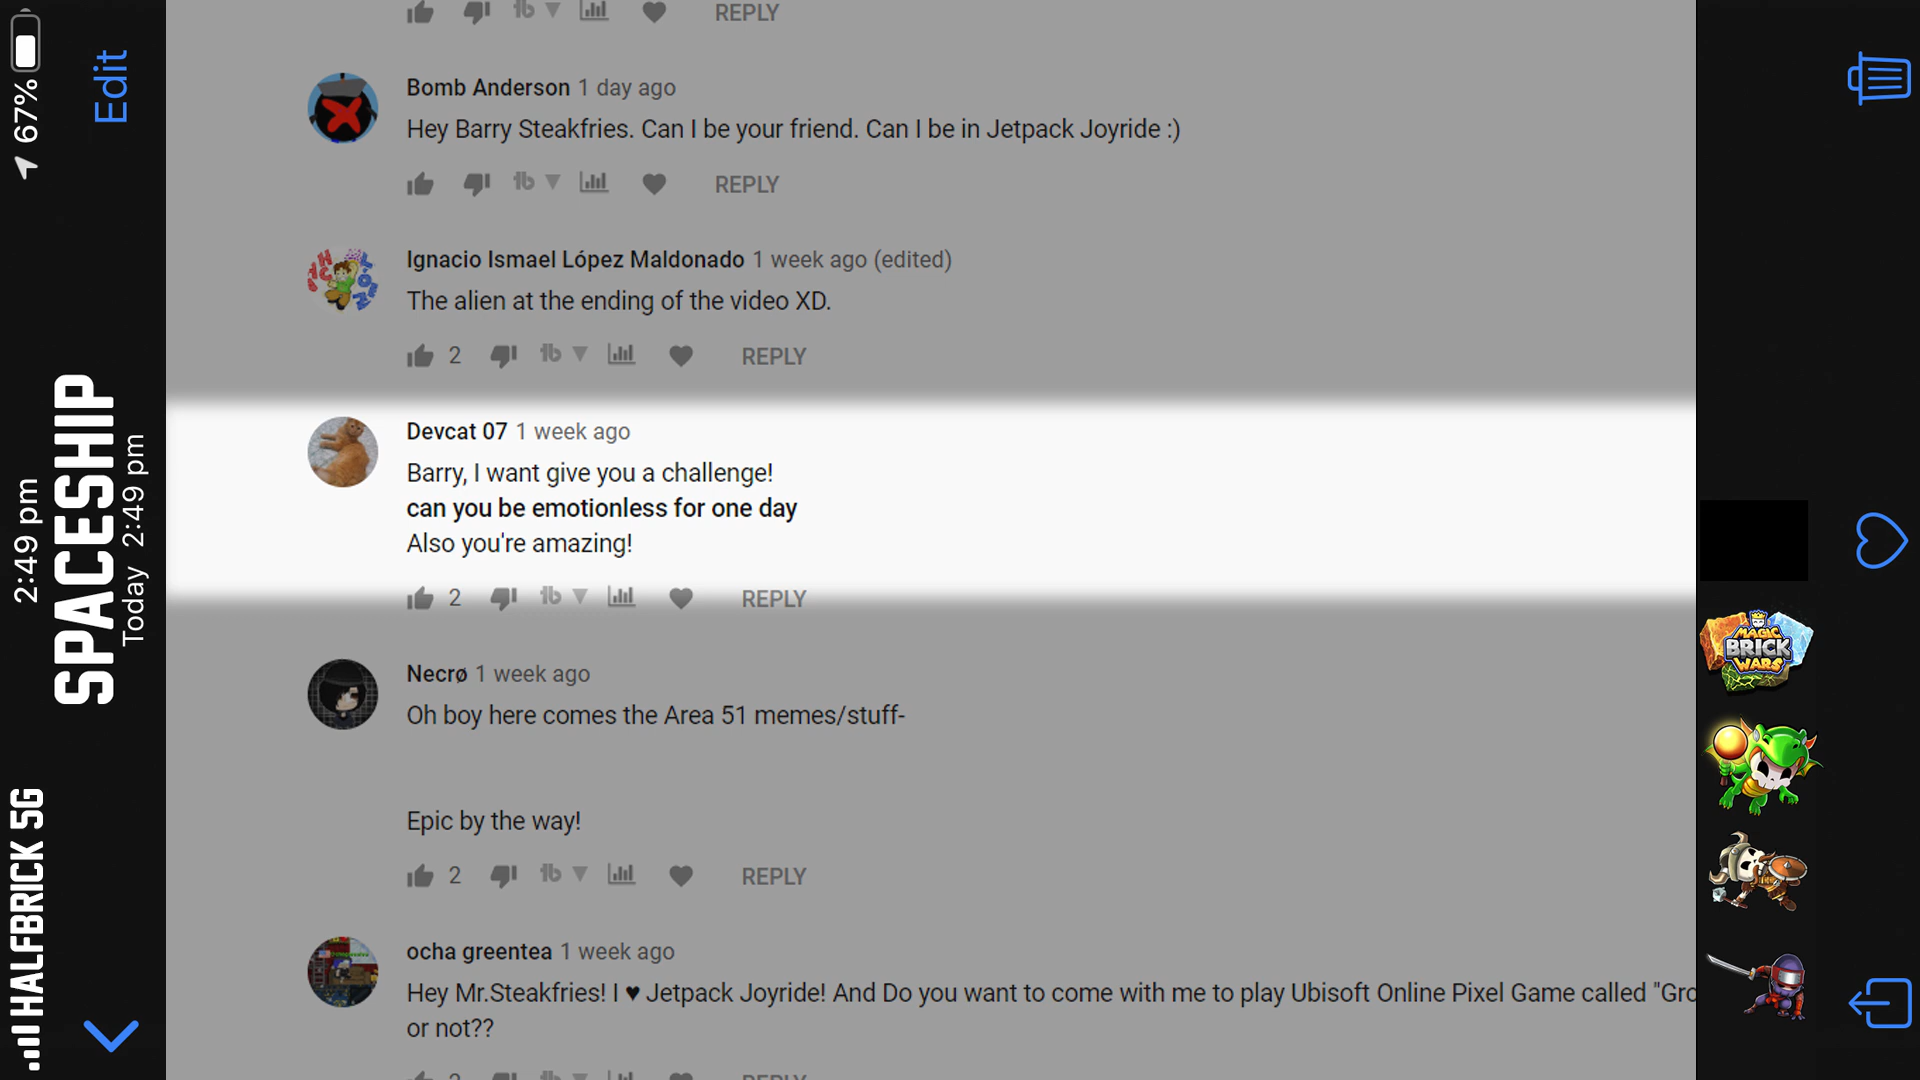 67%
Edit
2:49 pm
SPACESHIP
Today 2:49 pm
HALFBRICK 5G
REPLY
Bomb Anderson 1 day ago
Hey Barry Steakfries. Can I be your friend. Can I be in Jetpack Joyride :)
REPLY
Ignacio Ismael López Maldonado 1 week ago (edited)
The alien at the ending of the video XD.
2 REPLY
Devcat 07 1 week ago
Barry, I want give you a challenge!
can you be emotionless for one day
Also you're amazing!
2 REPLY
Necrø 1 week ago
Oh boy here comes the Area 51 memes/stuff-
Epic by the way!
2 REPLY
ocha greentea 1 week ago
Hey Mr.Steakfries! I ♥ Jetpack Joyride! And Do you want to come with me to play Ubisoft Online Pixel Game called "Gro
or not??
2 REPLY
MAGIC
BRICK
WARS